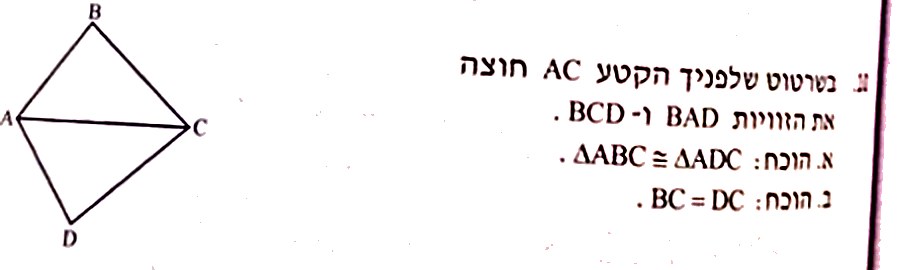 B
A
C
D
בשרטוט שלפניך הקטע AC חוצה
את הזוויות BAD ו- BCD .
א. הוכח: ΔABC ≅ ΔADC .
ב. הוכח: BC = DC .